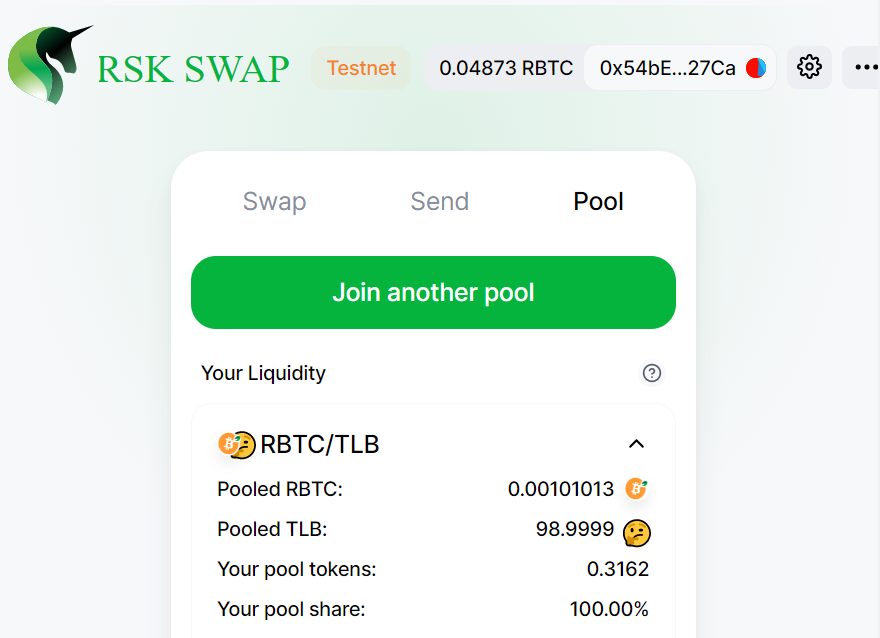 RSK SWAP Testnet 0.04873 RBTC 0x54bE...27Ca
Swap Send Pool
Join another pool
Your Liquidity
RBTC/TLB
Pooled RBTC: 0.00101013
Pooled TLB: 98.9999
Your pool tokens: 0.3162
Your pool share: 100.00%